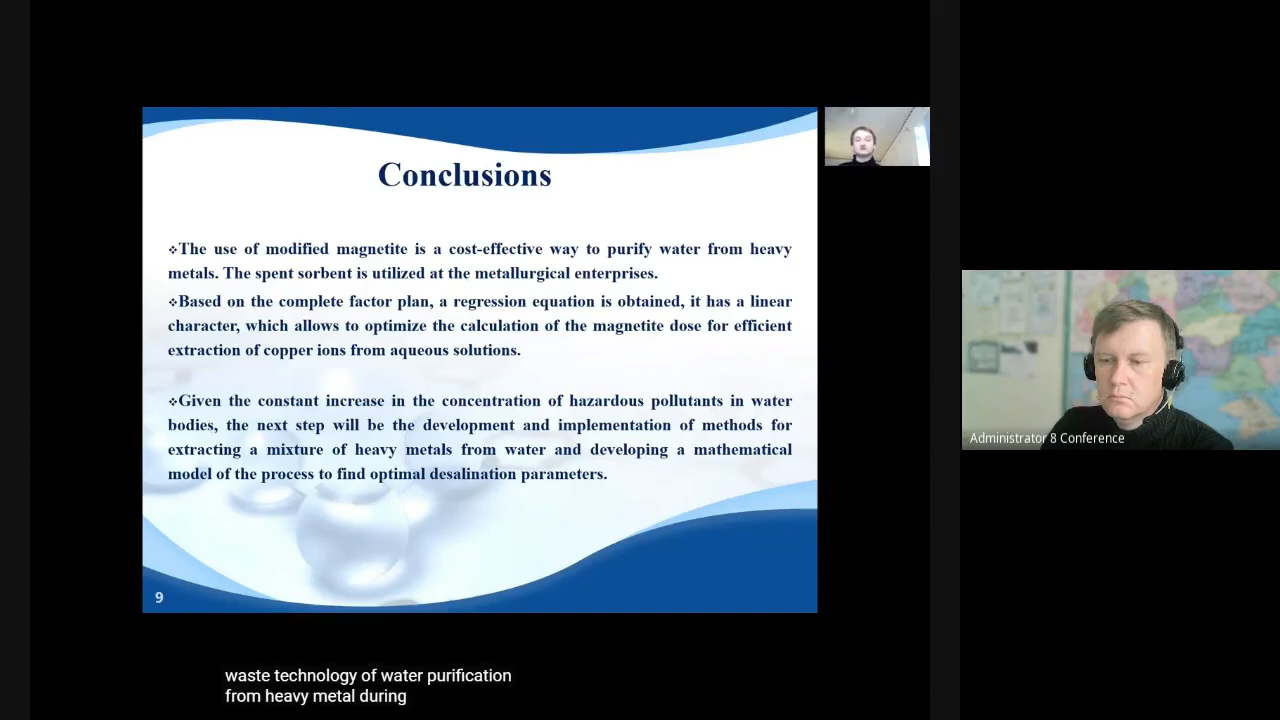 Conclusions
❖The use of modified magnetite is a cost-effective way to purify water from heavy
metals. The spent sorbent is utilized at the metallurgical enterprises.
❖Based on the complete factor plan, a regression equation is obtained, it has a linear
character, which allows to optimize the calculation of the magnetite dose for efficient
extraction of copper ions from aqueous solutions.
❖Given the constant increase in the concentration of hazardous pollutants in water
bodies, the next step will be the development and implementation of methods for
extracting a mixture of heavy metals from water and developing a mathematical
model of the process to find optimal desalination parameters.
9
Administrator 8 Conference
waste technology of water purification
from heavy metal during